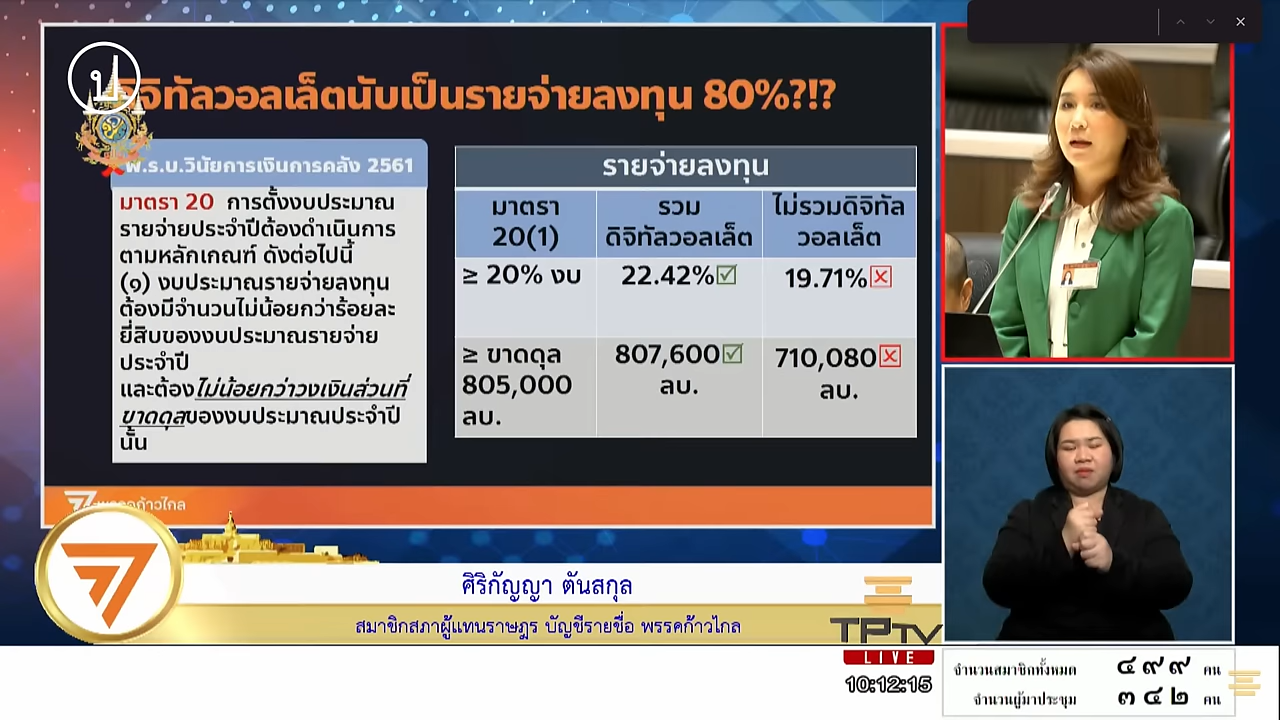 ป
ดิจิทัลวอลเล็ตนับเป็นรายจ่ายลงทุน 80%?!?
พ.ร.บ.วินัยการเงินการคลัง 2561
มาตรา 20 การตั้งงบประมาณ
รายจ่ายประจำปีต้องดำเนินการ
ตามหลักเกณฑ์ ดังต่อไปนี้
(๑) งบประมาณรายจ่ายลงทุน
ต้องมีจำนวนไม่น้อยกว่าร้อยละ
ยี่สิบของงบประมาณรายจ่าย
ประจำปี
และต้องไม่น้อยกว่าวงเงินส่วนที่
ขาดดุลของงบประมาณประจำปี
นั้น
รายจ่ายลงทุน
มาตรา 20(1)
รวม ดิจิทัลวอลเล็ต
ไม่รวมดิจิทัล วอลเล็ต
≥ 20% งบ
22.42%
19.71%
≥ ขาดดุล 805,000 ลบ.
807,600 ลบ.
710,080 ลบ.
พรรคก้าวไกล
ศิริกัญญา ตันสกุล
สมาชิกสภาผู้แทนราษฎร บัญชีรายชื่อ พรรคก้าวไกล
TPTV
LIVE
10:12:15
จำนวนสมาชิกทั้งหมด ๔๙๙ คน
จำนวนผู้มาประชุม ๓๔๒ คน